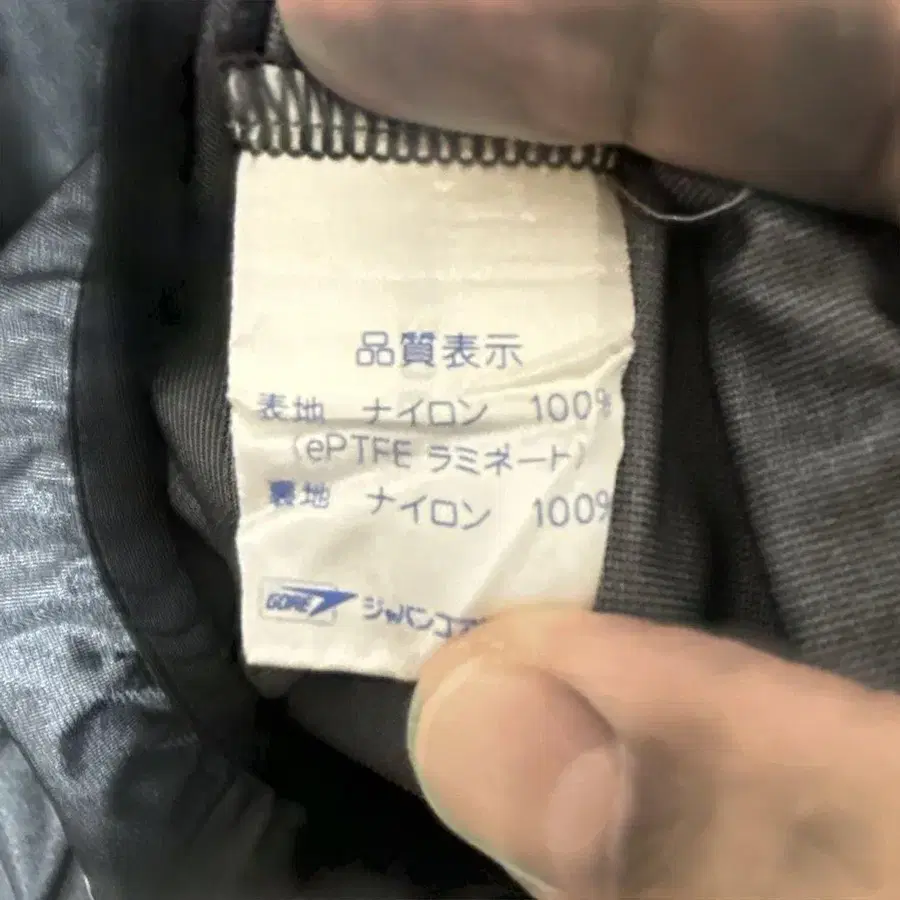 品質表示
表地 ナイロン 100%
(ePTFE ラミネート)
裏地 ナイロン 100%
GORE ジャパンゴア